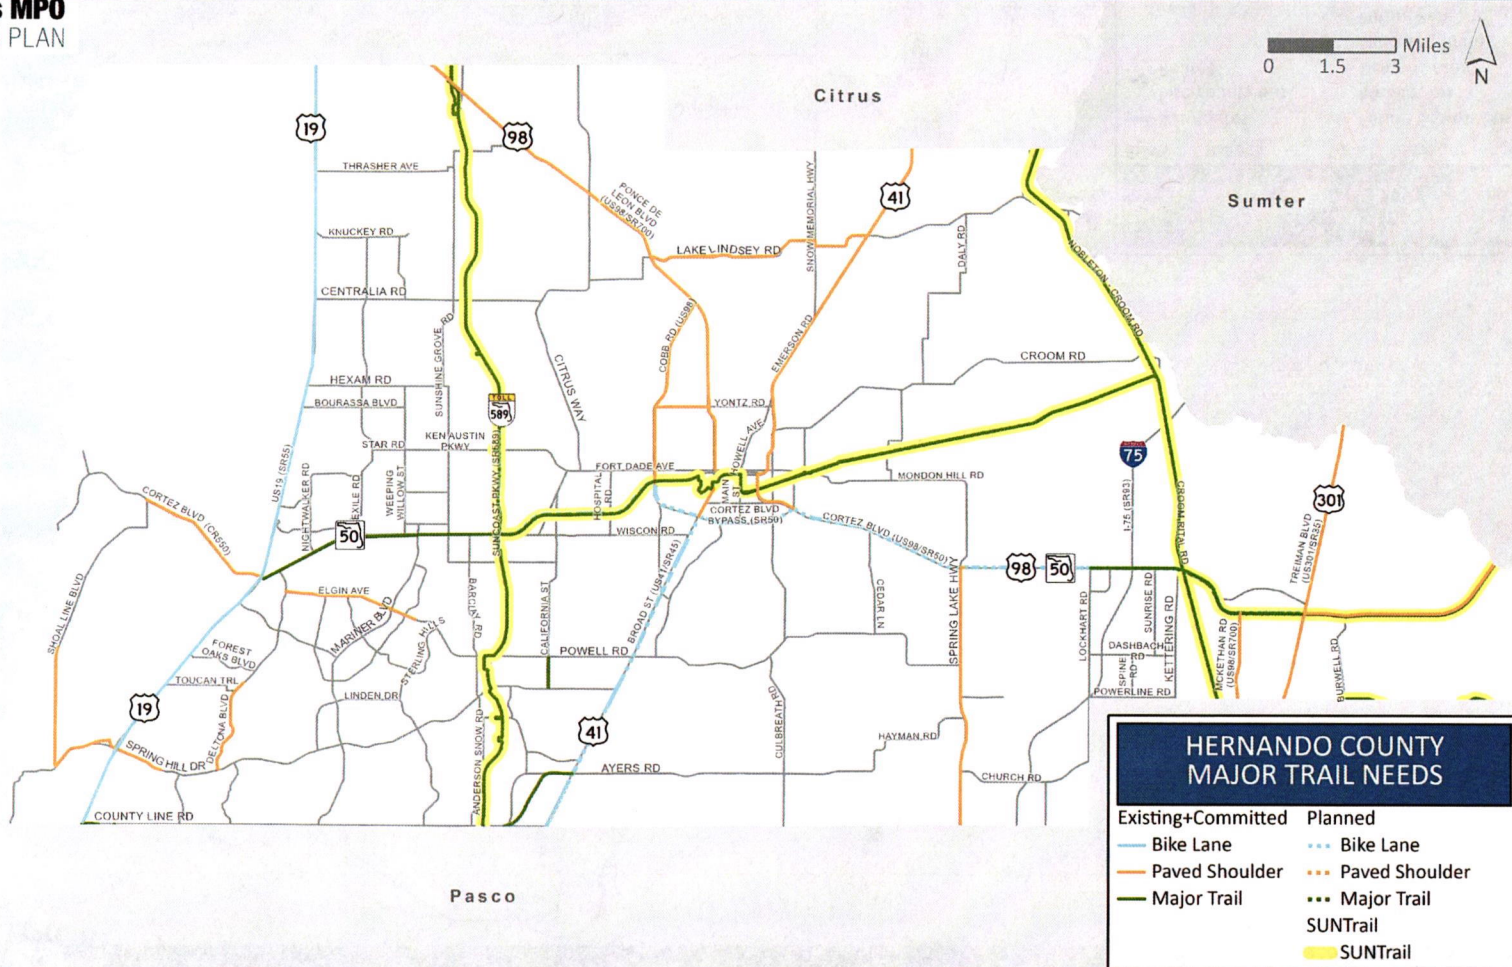 s MPO
PLAN
Miles
0 1.5 3
N
Citrus
Sumter
Pasco
19
98
41
THRASHER AVE
PONCE DE
LEON BLVD
(US98/SR700)
KNUCKEY RD
LAKE LINDSEY RD
SNOW MEMORIAL HWY
DALY RD
NOBLETON - CROOM RD
CENTRALIA RD
SUNSHINE GROVE RD
COBB RD (US98)
EMERSON RD
CITRUS WAY
CROOM RD
HEXAM RD
BOURASSA BLVD
TOLL
589
YONTZ RD
HOWELL AVE
STAR RD
KEN AUSTIN
PKWY
US19 (SR55)
NIGHTWALKER RD
EXILE RD
WEEPING
WILLOW ST
SUNCOAST PKWY (SR589)
FORT DADE AVE
HOSPITAL
RD
MAIN
ST
MONDON HILL RD
75
I-75 (SR93)
CROOM RITAL RD
301
TREIMAN BLVD
(US301/SR35)
CORTEZ BLVD (CR550)
50
WISCON RD
CORTEZ BLVD
BYPASS (SR50)
CORTEZ BLVD (US98/SR50)
98
50
SHOAL LINE BLVD
ELGIN AVE
MARINER BLVD
BARCLAY RD
CALIFORNIA ST
BROAD ST (US41/SR45)
CEDAR LN
SPRING LAKE HWY
LOCKHART RD
SUNRISE RD
KETTERING RD
MCKETHAN RD
(US98/SR700)
BURWELL RD
FOREST
OAKS BLVD
STERLING HILLS
POWELL RD
DASHBACH
RD
SPINE
RD
TOUCAN TRL
LINDEN DR
POWERLINE RD
19
DELTONA BLVD
ANDERSON SNOW RD
41
CULBREATH RD
HAYMAN RD
SPRING HILL DR
AYERS RD
CHURCH RD
COUNTY LINE RD
HERNANDO COUNTY
MAJOR TRAIL NEEDS
Existing+Committed Planned
Bike Lane Bike Lane
Paved Shoulder Paved Shoulder
Major Trail Major Trail
SUNTrail
SUNTrail